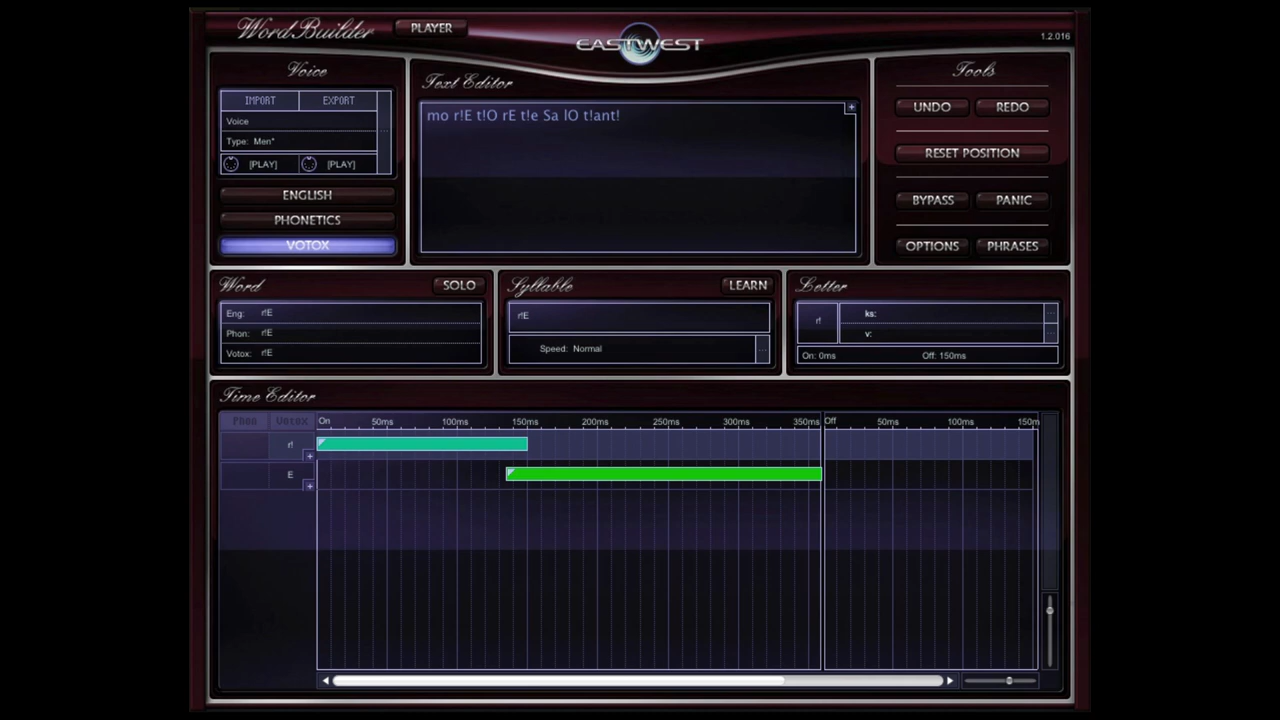 WordBuilder
PLAYER
EASTWEST
1.2.016
Voice
IMPORT EXPORT
Voice
Type: Men*
[PLAY] [PLAY]
ENGLISH
PHONETICS
VOTOX
Text Editor
mo r!E t!O rE t!e Sa lO t!ant!
Tools
UNDO REDO
RESET POSITION
BYPASS PANIC
OPTIONS PHRASES
Word SOLO
Eng: r!E
Phon: r!E
Votox: r!E
Syllable LEARN
r!E
Speed: Normal
Letter
r! ks:
v:
On: 0ms Off: 150ms
Time Editor
Phon Votox On 50ms 100ms 150ms 200ms 250ms 300ms 350ms Off 50ms 100ms 150m
r!
E